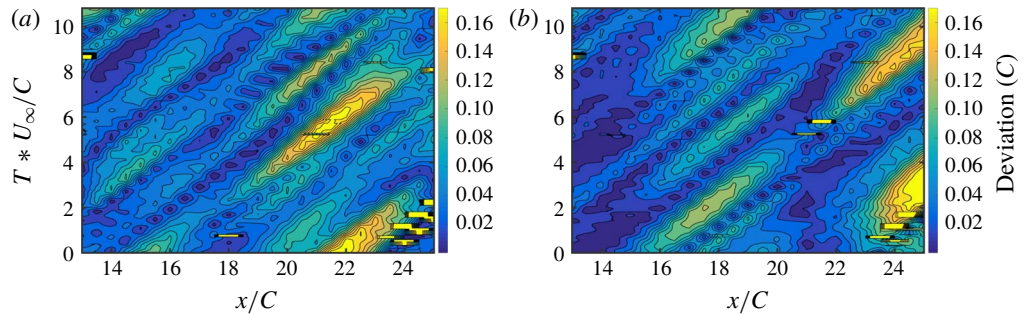 (a) (b)
10 0.16 10 0.16
0.14 0.14
8 0.12 8 0.12
0.10 0.10
6 6
0.08 0.08
4 4
0.06 0.06
2 0.04 2 0.04
0.02 0.02
0 0
14 16 18 20 22 24 14 16 18 20 22 24
x/C x/C
T * U∞/C
Deviation (C)